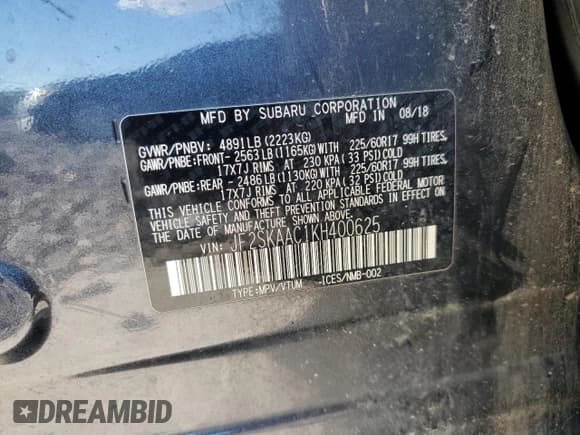 MFD BY SUBARU CORPORATION
MFD IN 08/18
GVWR/PNBV: 4891LB(2223KG)
GAWR/PNBE:FRONT- 2563LB(1165KG)WITH 225/60R17 99H TIRES,
17X7J RIMS AT 230 KPA(33 PSI)COLD
GAWR/PNBE:REAR - 2486LB(1130KG)WITH 225/60R17 99H TIRES,
17X7J RIMS AT 220 KPA(32 PSI)COLD
THIS VEHICLE CONFORMS TO ALL APPLICABLE FEDERAL MOTOR
VEHICLE SAFETY AND THEFT PREVENTION STANDARDS IN EFFECT ON
THE DATE OF MANUFACTURE SHOWN ABOVE.
VIN: JF2SKAAC1KH400625
TYPE:MPV/VTUM -ICES/NMB-002
DREAMBID